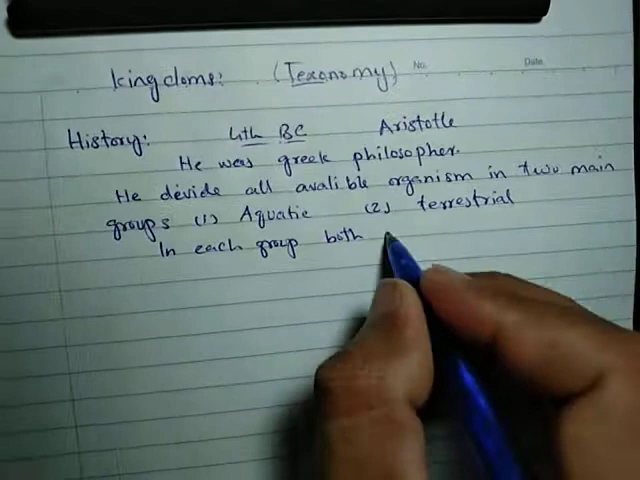 kingdoms: (Texonomy) No. Date
History: 4th BC Aristotle
He was greek philosopher.
He devide all avalible organism in two main
groups (1) Aquatic (2) terrestrial
In each group both